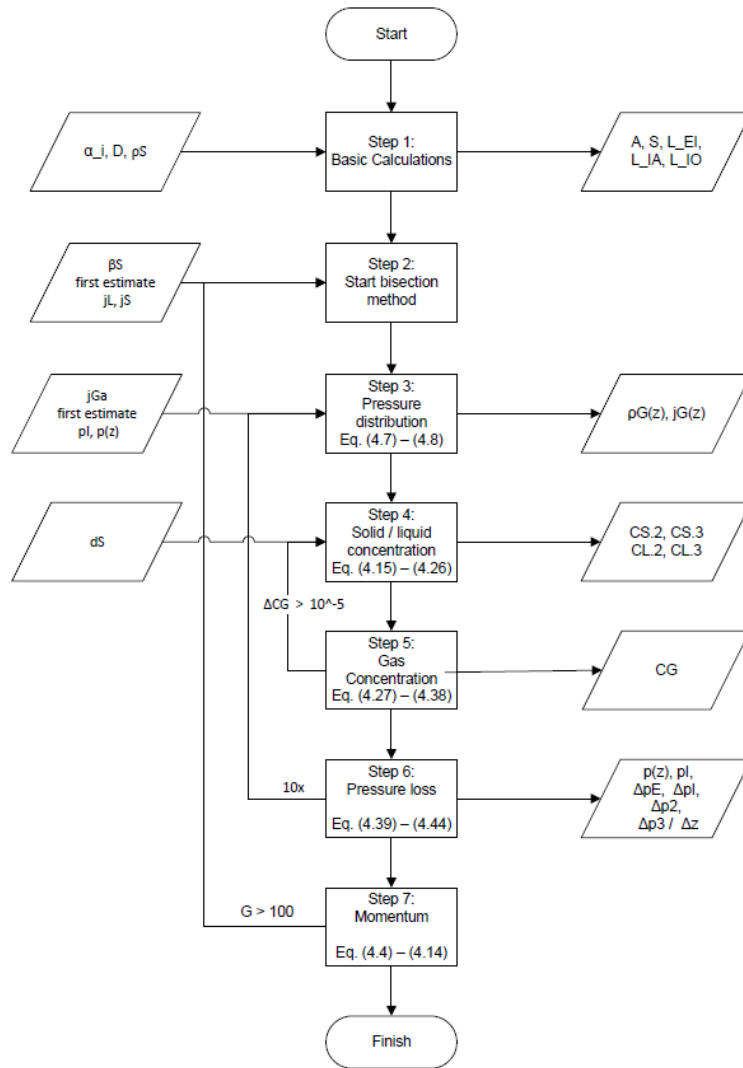 Start
α_i, D, ρS
Step 1:
Basic Calculations
A, S, L_EI,
L_IA, L_IO
βS
first estimate
jL, jS
Step 2:
Start bisection
method
jGa
first estimate
pI, p(z)
Step 3:
Pressure
distribution
Eq. (4.7) – (4.8)
ρG(z), jG(z)
dS
Step 4:
Solid / liquid
concentration
Eq. (4.15) – (4.26)
CS.2, CS.3
CL.2, CL.3
ΔCG > 10^-5
Step 5:
Gas
Concentration
Eq. (4.27) – (4.38)
CG
10x
Step 6:
Pressure loss
Eq. (4.39) – (4.44)
p(z), pI,
ΔpE, ΔpI,
Δp2,
Δp3 / Δz
G > 100
Step 7:
Momentum
Eq. (4.4) – (4.14)
Finish